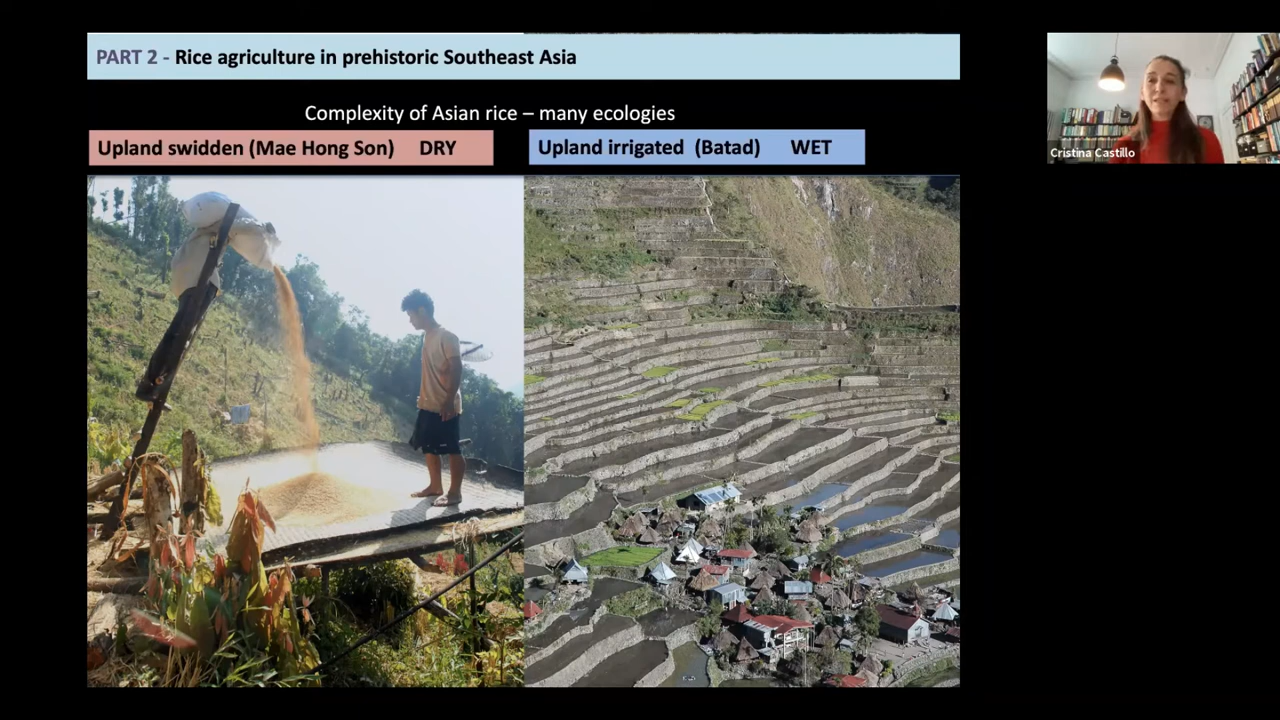 PART 2 - Rice agriculture in prehistoric Southeast Asia
Complexity of Asian rice – many ecologies
Upland swidden (Mae Hong Son) DRY
Upland irrigated (Batad) WET
Cristina Castillo